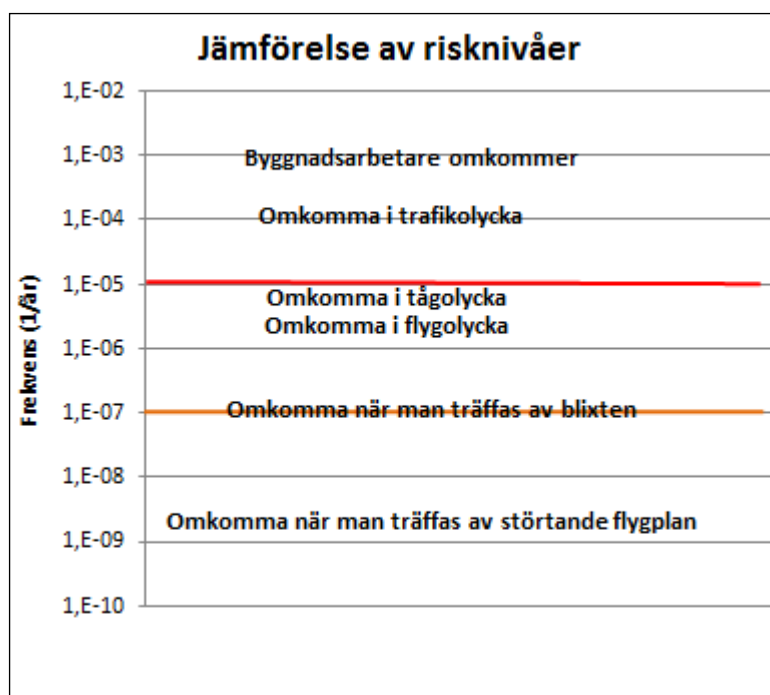 Jämförelse av risknivåer
Frekvens (1/år)
1,E-02
1,E-03
Byggnadsarbetare omkommer
1,E-04
Omkomma i trafikolycka
1,E-05
Omkomma i tågolycka
Omkomma i flygolycka
1,E-06
1,E-07
Omkomma när man träffas av blixten
1,E-08
Omkomma när man träffas av störtande flygplan
1,E-09
1,E-10